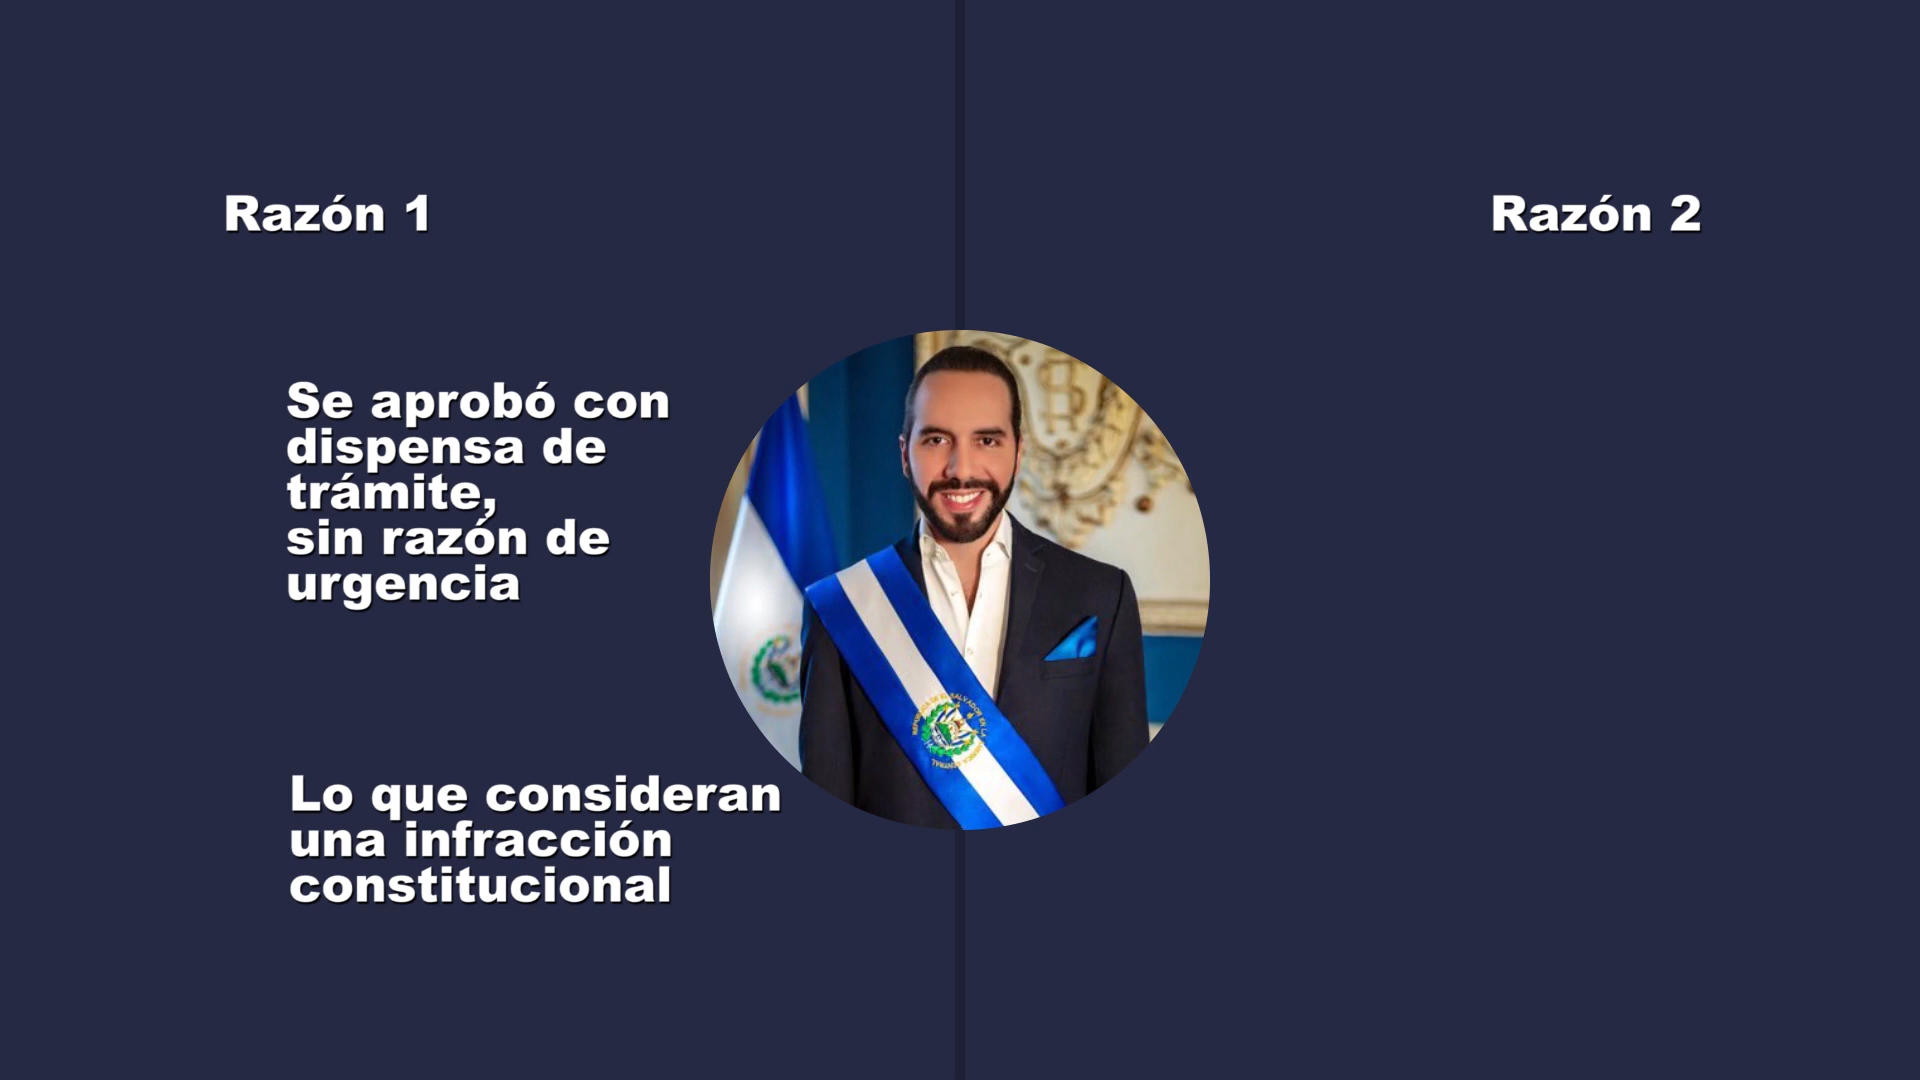 Razón 1
Se aprobó con
dispensa de
trámite,
sin razón de
urgencia
Lo que consideran
una infracción
constitucional
Razón 2